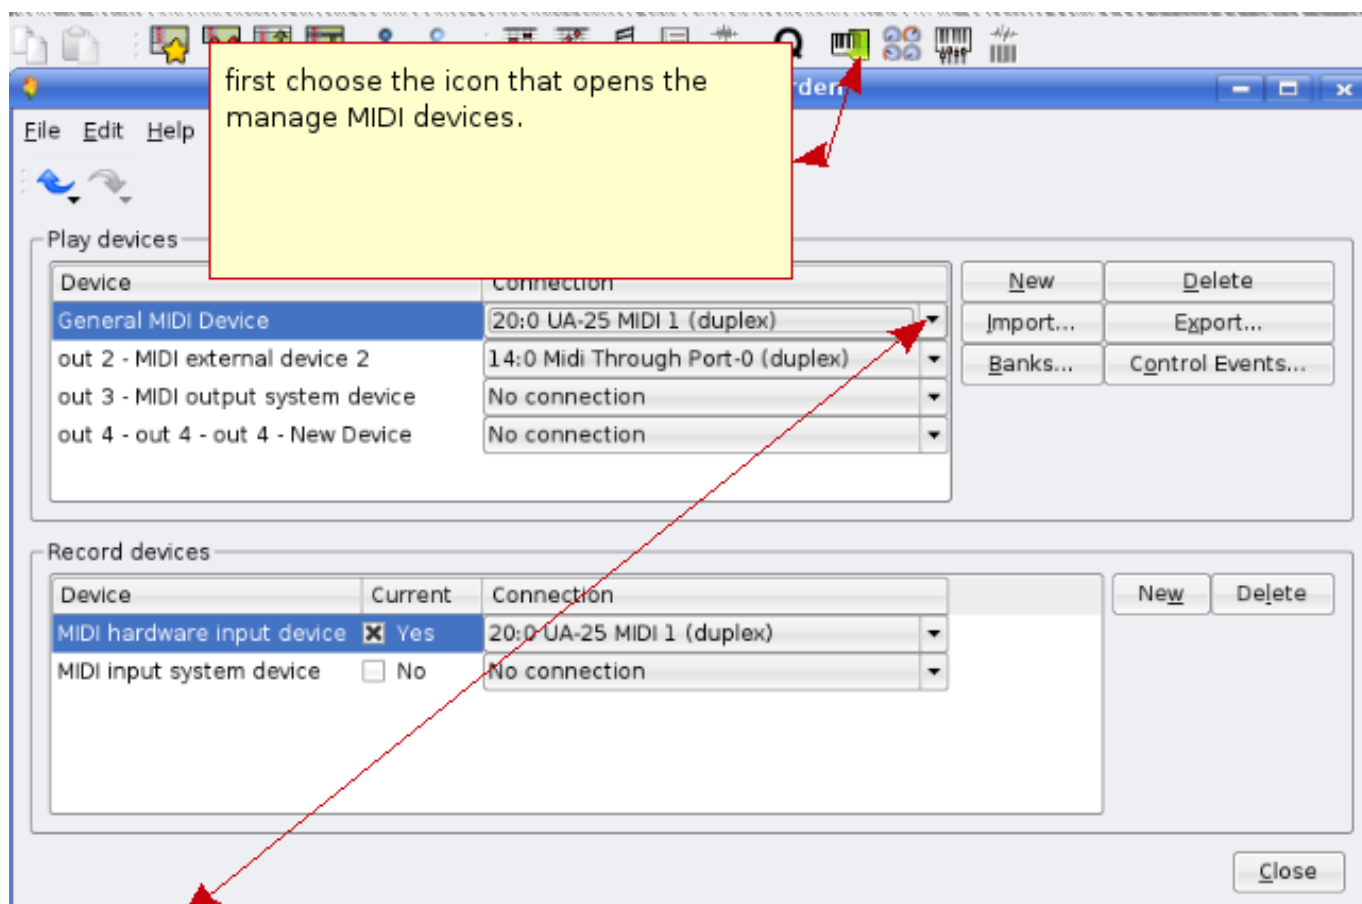 first choose the icon that opens the
manage MIDI devices.
File Edit Help
Play devices
Device Connection
New Delete
General MIDI Device 20:0 UA-25 MIDI 1 (duplex)
Import... Export...
out 2 - MIDI external device 2 14:0 Midi Through Port-0 (duplex)
Banks... Control Events...
out 3 - MIDI output system device No connection
out 4 - out 4 - out 4 - New Device No connection
Record devices
Device Current Connection
New Delete
MIDI hardware input device Yes 20:0 UA-25 MIDI 1 (duplex)
MIDI input system device No No connection
Close